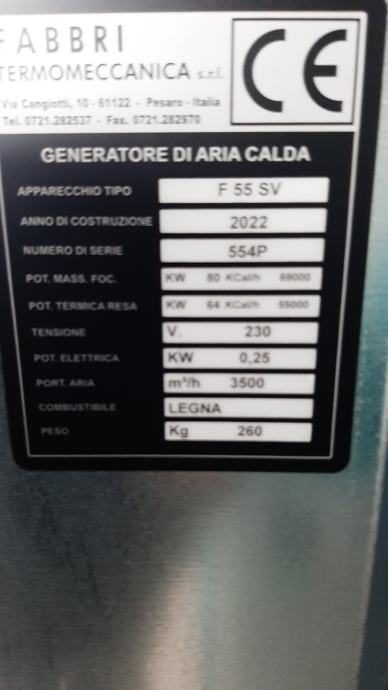 FABBRI
TERMOMECCANICA s.r.l.
Via Cangiotti, 10 - 61122 - Pesaro - Italia
Tel. 0721.282537 - Fax. 0721.282970
CE
GENERATORE DI ARIA CALDA
APPARECCHIO TIPO F 55 SV
ANNO DI COSTRUZIONE 2022
NUMERO DI SERIE 554P
POT. MASS. FOC. KW 80 KCal/h 69000
POT. TERMICA RESA KW 64 KCal/h 55000
TENSIONE V. 230
POT. ELETTRICA KW 0,25
PORT. ARIA m³/h 3500
COMBUSTIBILE LEGNA
PESO Kg 260